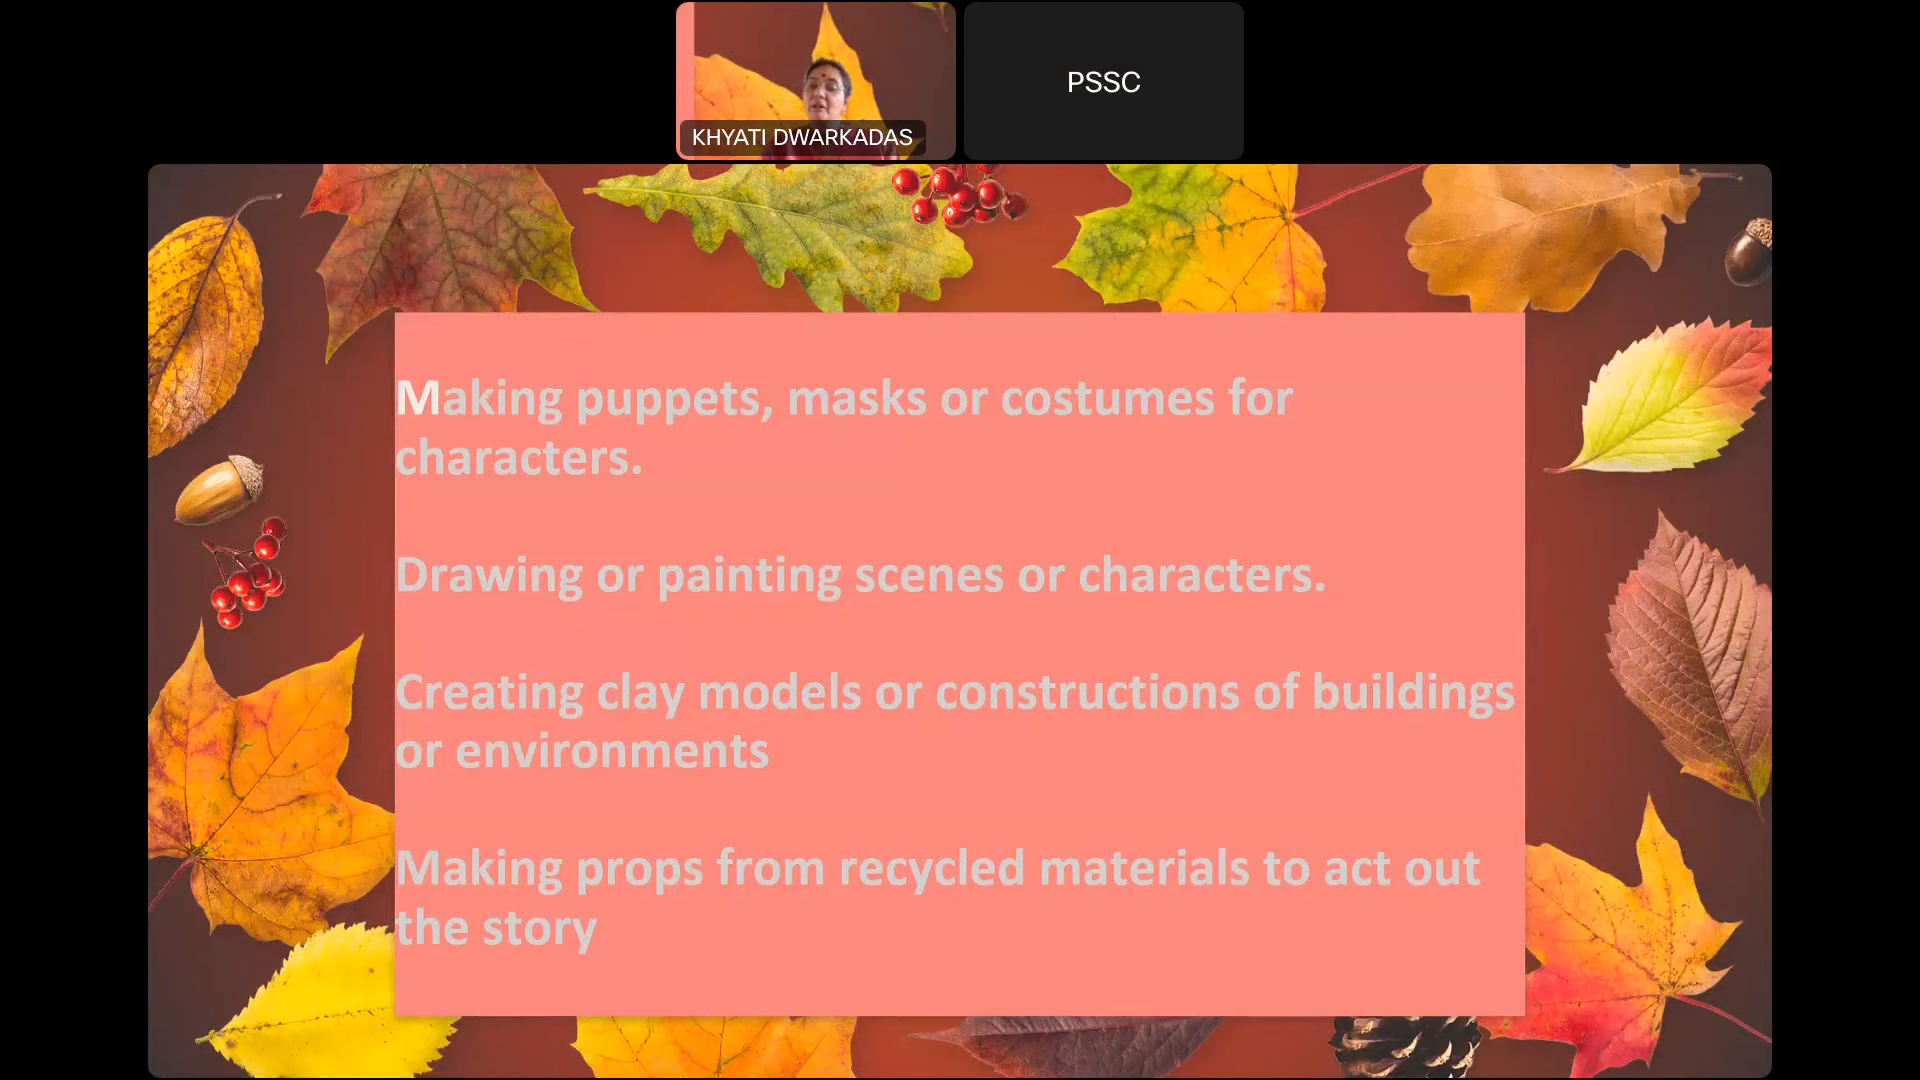 KHYATI DWARKADAS
PSSC
Making puppets, masks or costumes for
characters.
Drawing or painting scenes or characters.
Creating clay models or constructions of buildings
or environments
Making props from recycled materials to act out
the story